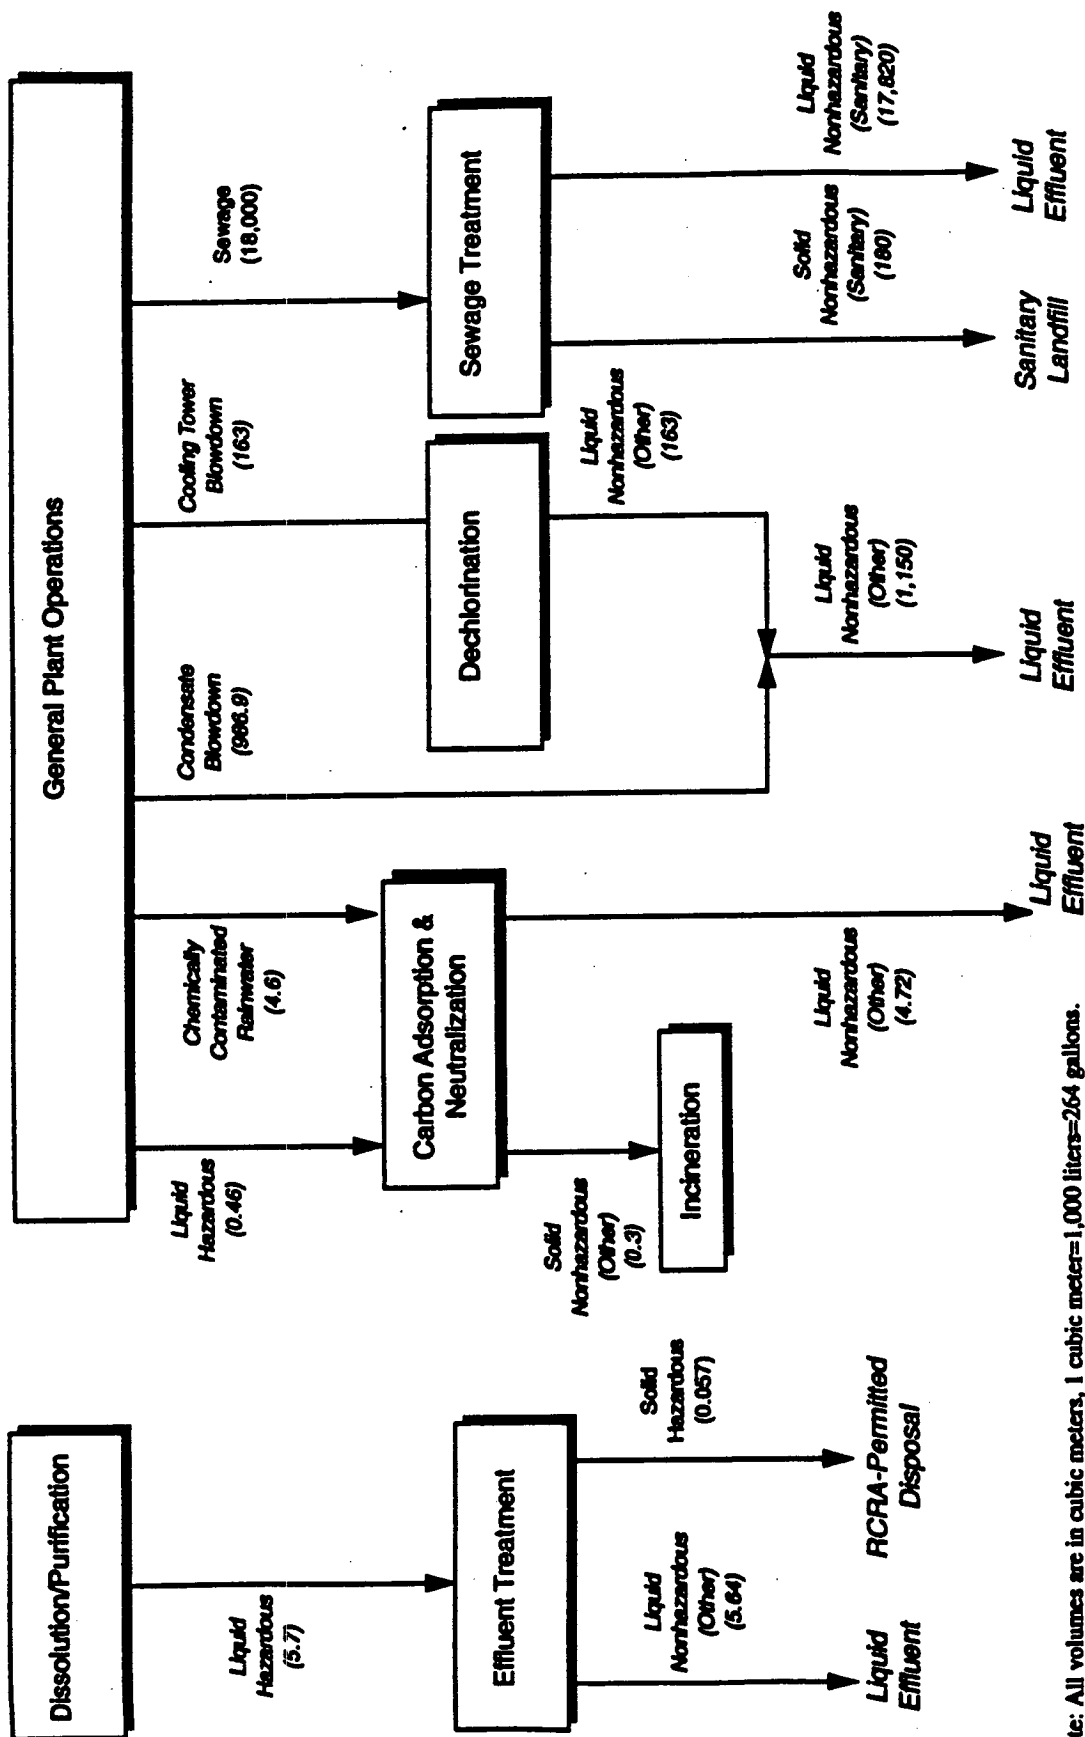 Dissolution/Purification
General Plant Operations
Liquid
Hazardous
(5.7)
Liquid
Hazardous
(0.46)
Chemically
Contaminated
Rainwater
(4.6)
Condensate
Blowdown
(986.9)
Cooling Tower
Blowdown
(163)
Sewage
(18,000)
Effluent Treatment
Carbon Adsorption &
Neutralization
Dechlorination
Sewage Treatment
Liquid
Nonhazardous
(Other)
(5.64)
Solid
Hazardous
(0.057)
Solid
Nonhazardous
(Other)
(0.3)
Incineration
Liquid
Nonhazardous
(Other)
(4.72)
Liquid
Nonhazardous
(Other)
(163)
Liquid
Nonhazardous
(Other)
(1,150)
Solid
Nonhazardous
(Sanitary)
(180)
Liquid
Nonhazardous
(Sanitary)
(17,820)
Liquid
Effluent
RCRA-Permitted
Disposal
Liquid
Effluent
Liquid
Effluent
Sanitary
Landfill
Liquid
Effluent
te: All volumes are in cubic meters, 1 cubic meter=1,000 liters=264 gallons.